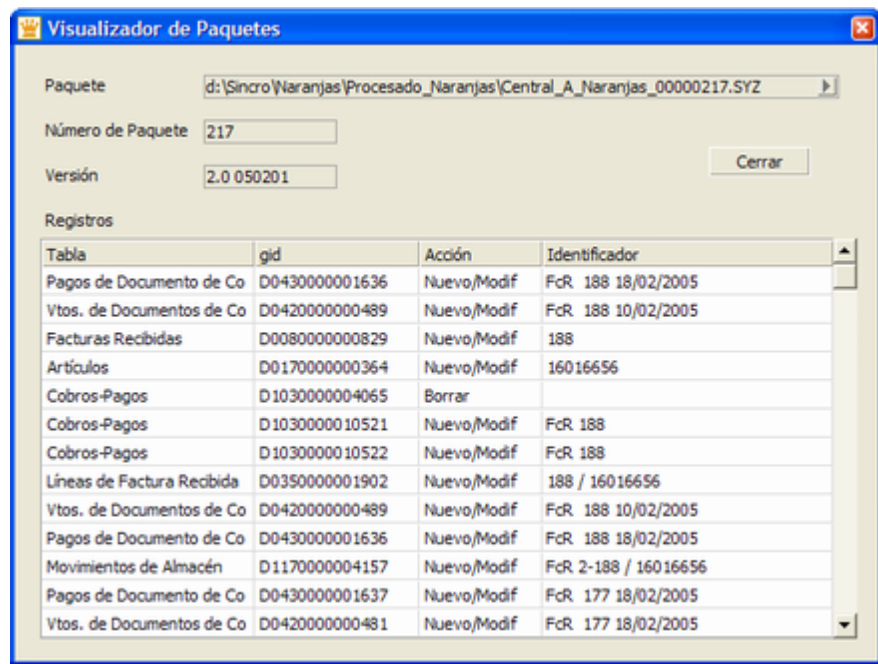 Visualizador de Paquetes
Paquete d:\Sincro\Naranjas\Procesado_Naranjas\Central_A_Naranjas_00000217.SYZ
Número de Paquete 217
Cerrar
Versión 2.0 050201
Registros
Tabla gid Acción Identificador
Pagos de Documento de Co D0430000001636 Nuevo/Modif FcR 188 18/02/2005
Vtos. de Documentos de Co D0420000000489 Nuevo/Modif FcR 188 10/02/2005
Facturas Recibidas D0080000000829 Nuevo/Modif 188
Artículos D0170000000364 Nuevo/Modif 16016656
Cobros-Pagos D1030000004065 Borrar
Cobros-Pagos D1030000010521 Nuevo/Modif FcR 188
Cobros-Pagos D1030000010522 Nuevo/Modif FcR 188
Líneas de Factura Recibida D0350000001902 Nuevo/Modif 188 / 16016656
Vtos. de Documentos de Co D0420000000489 Nuevo/Modif FcR 188 10/02/2005
Pagos de Documento de Co D0430000001636 Nuevo/Modif FcR 188 18/02/2005
Movimientos de Almacén D1170000004157 Nuevo/Modif FcR 2-188 / 16016656
Pagos de Documento de Co D0430000001637 Nuevo/Modif FcR 177 18/02/2005
Vtos. de Documentos de Co D0420000000481 Nuevo/Modif FcR 177 18/02/2005